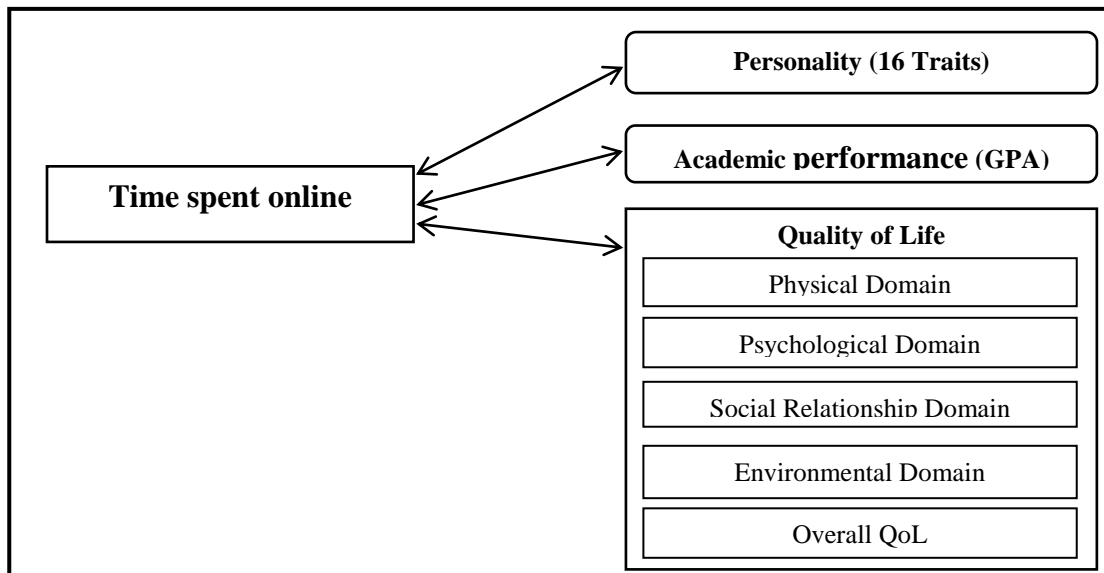 Personality (16 Traits)
Academic performance (GPA)
Time spent online
Quality of Life
Physical Domain
Psychological Domain
Social Relationship Domain
Environmental Domain
Overall QoL